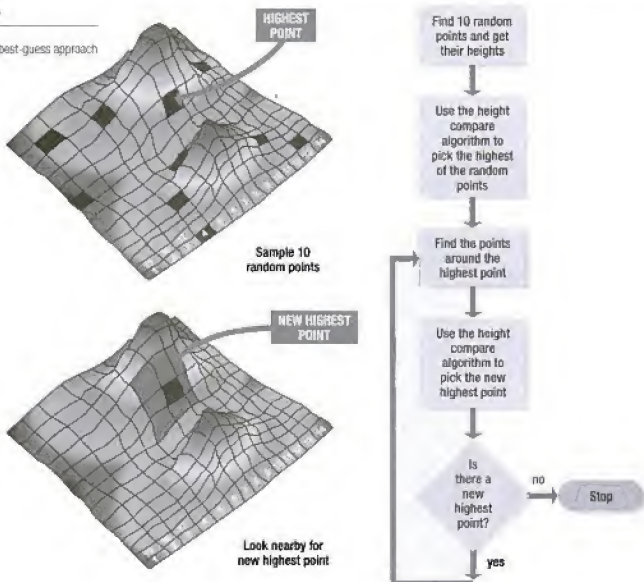 best-guess approach
HIGHEST
POINT
Sample 10
random points
NEW HIGHEST
POINT
Look nearby for
new highest point
Find 10 random
points and get
their heights
Use the height
compare
algorithm to
pick the highest
of the random
points
Find the points
around the
highest point
Use the height
compare
algorithm to
pick the new
highest point
Is
there a
new
highest
point?
no
Stop
yes